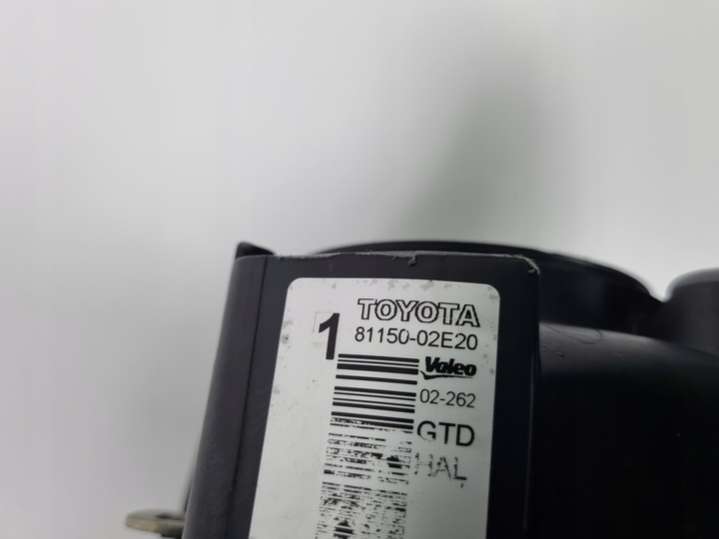 TOYOTA
1
81150-02E20
Valeo
02-262
GTD
HAL